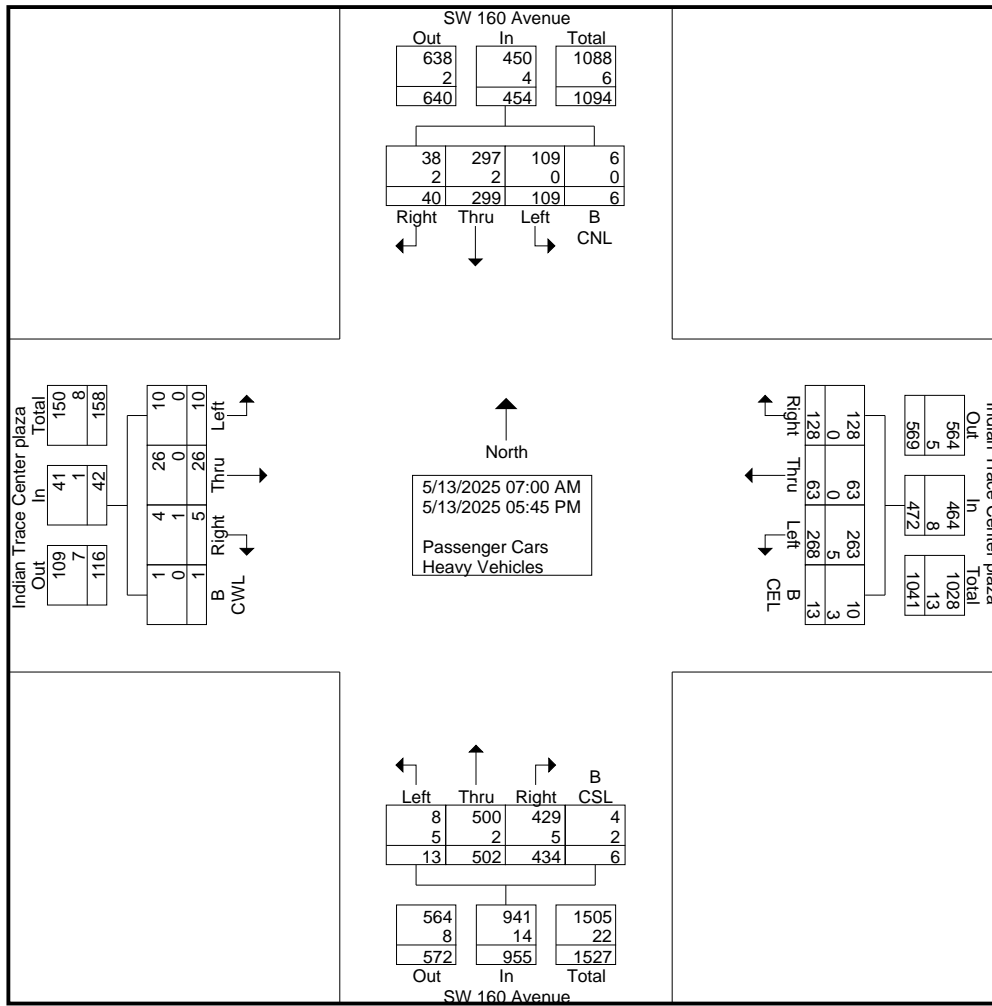 SW 160 Avenue
Out In Total
638 450 1088
2 4 6
640 454 1094
38 297 109 6
2 2 0 0
40 299 109 6
Right Thru Left B
CNL
Indian Trace Center plaza
Total In Out
150 41 109
8 1 7
158 42 116
10 26 4 1
0 0 1 0
10 26 5 1
Left Thru Right B
CWL
North
5/13/2025 07:00 AM
5/13/2025 05:45 PM
Passenger Cars
Heavy Vehicles
Right Thru Left B
CEL
128 63 263 10
0 0 5 3
128 63 268 13
Indian Trace Center plaza
Out In Total
564 464 1028
5 8 13
569 472 1041
B
Left Thru Right CSL
8 500 429 4
5 2 5 2
13 502 434 6
564 941 1505
8 14 22
572 955 1527
Out In Total
SW 160 Avenue